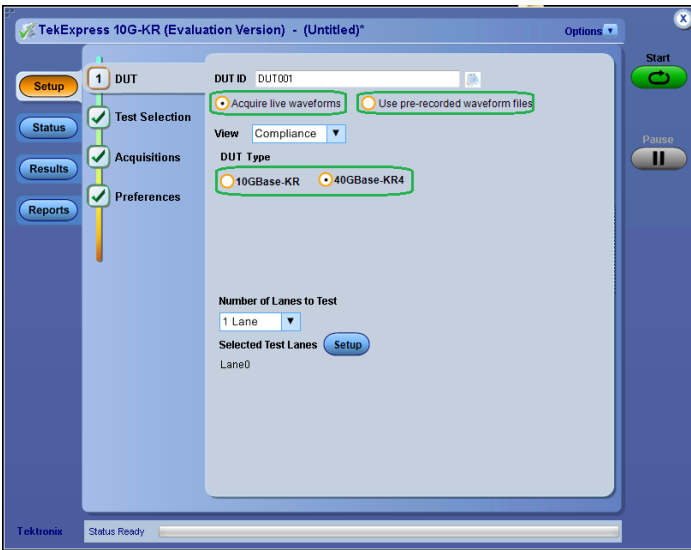 TekExpress 10G-KR (Evaluation Version) - (Untitled)*
Options
x
Start
Setup
1 DUT
DUT ID DUT001
Acquire live waveforms
Use pre-recorded waveform files
Test Selection
Status
View Compliance
Pause
Acquisitions
DUT Type
Results
10GBase-KR
40GBase-KR4
Preferences
Reports
Number of Lanes to Test
1 Lane
Selected Test Lanes Setup
Lane0
Tektronix
Status Ready